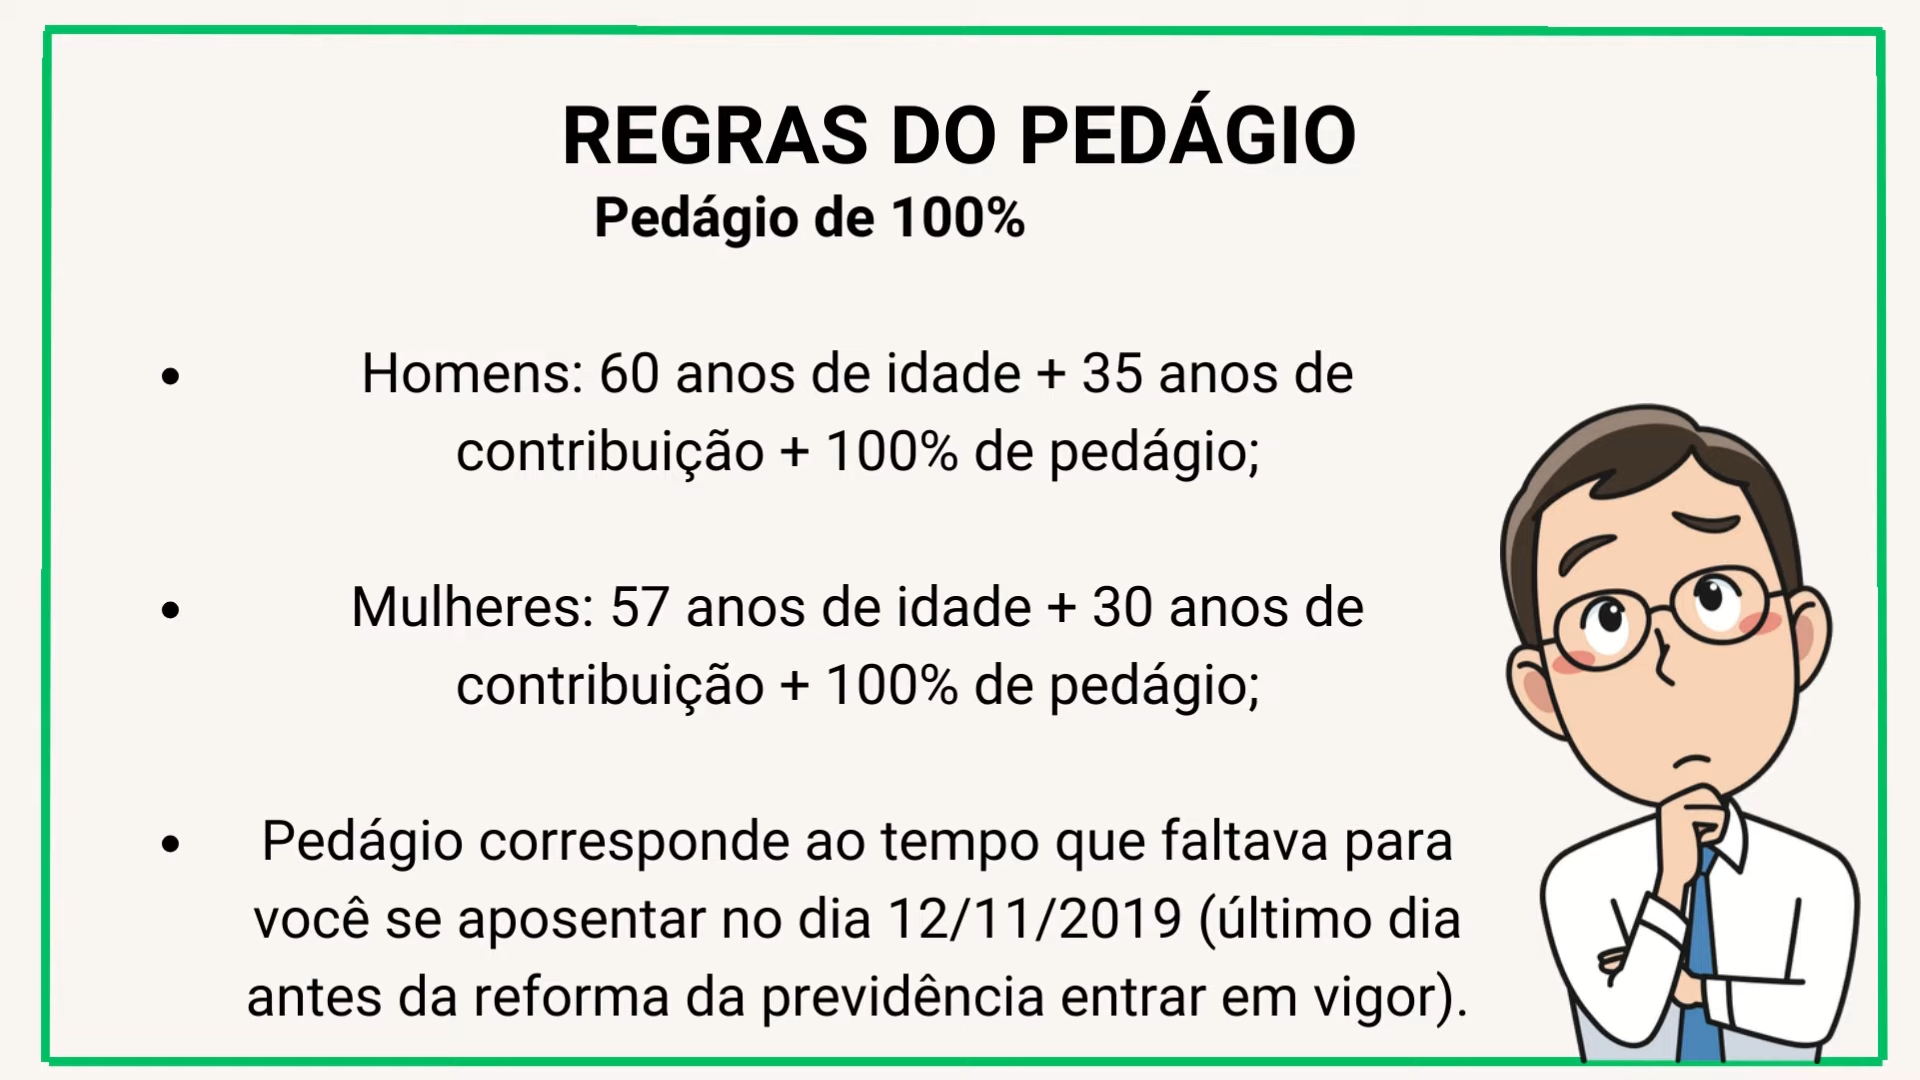 REGRAS DO PEDÁGIO
Pedágio de 100%
• Homens: 60 anos de idade + 35 anos de
contribuição + 100% de pedágio;
• Mulheres: 57 anos de idade + 30 anos de
contribuição + 100% de pedágio;
• Pedágio corresponde ao tempo que faltava para
você se aposentar no dia 12/11/2019 (último dia
antes da reforma da previdência entrar em vigor).